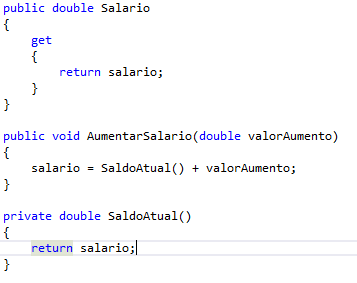 public double Salario
{
get
{
return salario;
}
}
public void AumentarSalario(double valorAumento)
{
salario = SaldoAtual() + valorAumento;
}
private double SaldoAtual()
{
return salario;
}